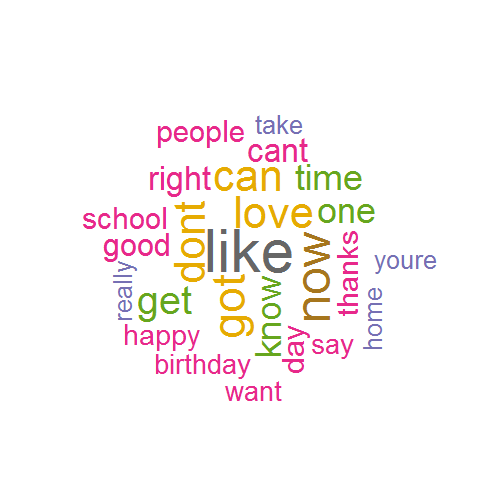 people
take
cant
right
can
time
school
dont
love
one
good
like
now
thanks
youre
really
get
got
know
home
happy
day
say
birthday
want